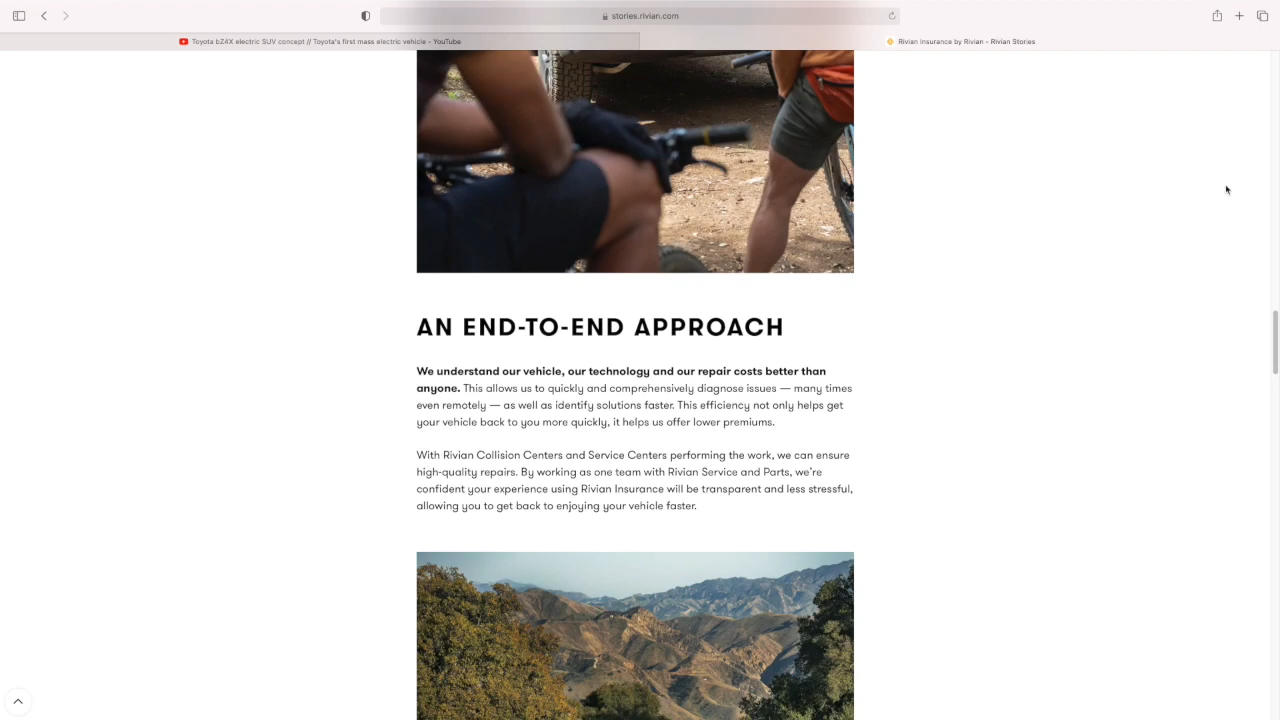 stories.rivian.com
Toyota bZ4X electric SUV concept // Toyota's first mass electric vehicle - YouTube
Rivian Insurance by Rivian - Rivian Stories
AN END-TO-END APPROACH
We understand our vehicle, our technology and our repair costs better than
anyone. This allows us to quickly and comprehensively diagnose issues — many times
even remotely — as well as identify solutions faster. This efficiency not only helps get
your vehicle back to you more quickly, it helps us offer lower premiums.
With Rivian Collision Centers and Service Centers performing the work, we can ensure
high-quality repairs. By working as one team with Rivian Service and Parts, we're
confident your experience using Rivian Insurance will be transparent and less stressful,
allowing you to get back to enjoying your vehicle faster.